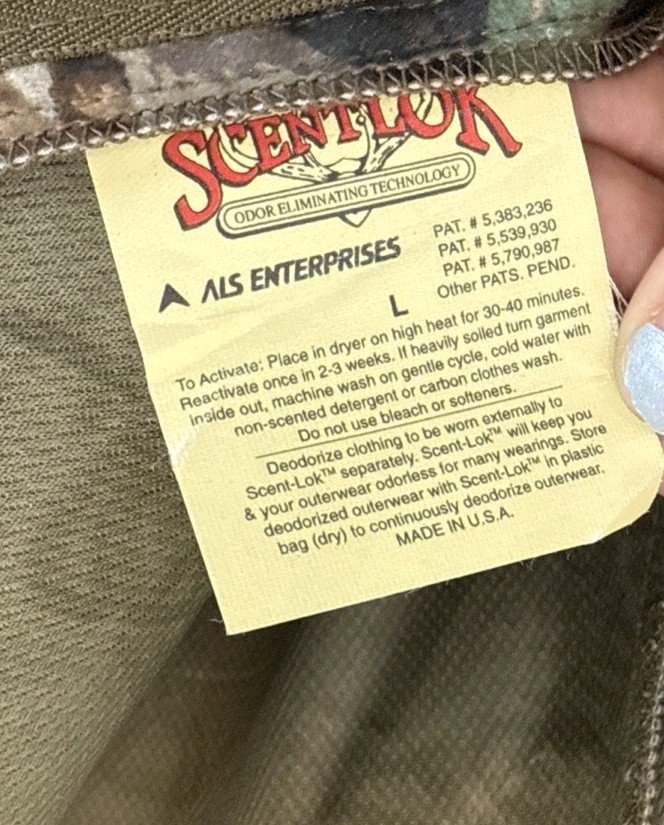 SCENT LOK
ODOR ELIMINATING TECHNOLOGY
ALS ENTERPRISES
PAT. # 5,383,236
PAT. # 5,539,930
PAT. # 5,790,987
Other PATS. PEND.
L
To Activate: Place in dryer on high heat for 30-40 minutes.
Reactivate once in 2-3 weeks. If heavily soiled turn garment
inside out, machine wash on gentle cycle, cold water with
non-scented detergent or carbon clothes wash.
Do not use bleach or softeners.
Deodorize clothing to be worn externally to
Scent-Lok™ separately. Scent-Lok™ will keep you
& your outerwear odorless for many wearings. Store
deodorized outerwear with Scent-Lok™ in plastic
bag (dry) to continuously deodorize outerwear.
MADE IN U.S.A.